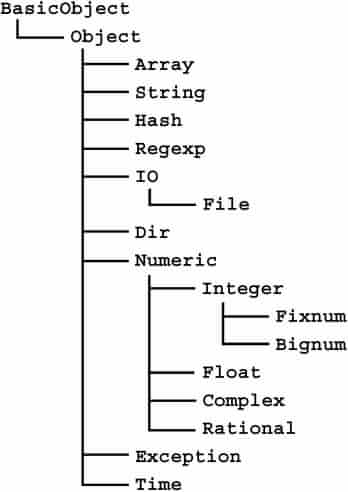 BasicObject
Object
Array
String
Hash
Regexp
IO
File
Dir
Numeric
Integer
Fixnum
Bignum
Float
Complex
Rational
Exception
Time